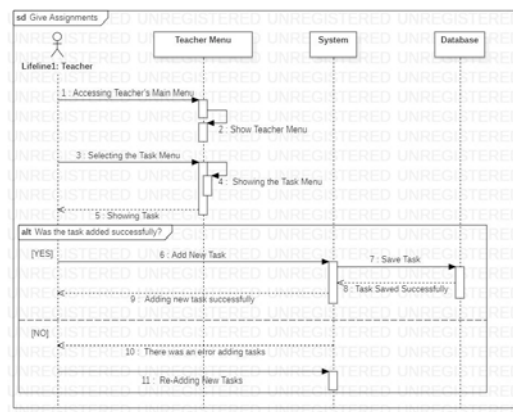 sd Give Assignments
Teacher Menu
System
Database
Lifeline1: Teacher
1 : Accessing Teacher's Main Menu
2 : Show Teacher Menu
3 : Selecting the Task Menu
4 : Showing the Task Menu
5 : Showing Task
alt Was the task added successfully?
[YES]
6 : Add New Task
7 : Save Task
8 : Task Saved Successfully
9 : Adding new task successfully
[NO]
10 : There was an error adding tasks
11 : Re-Adding New Tasks
UNREGISTERED